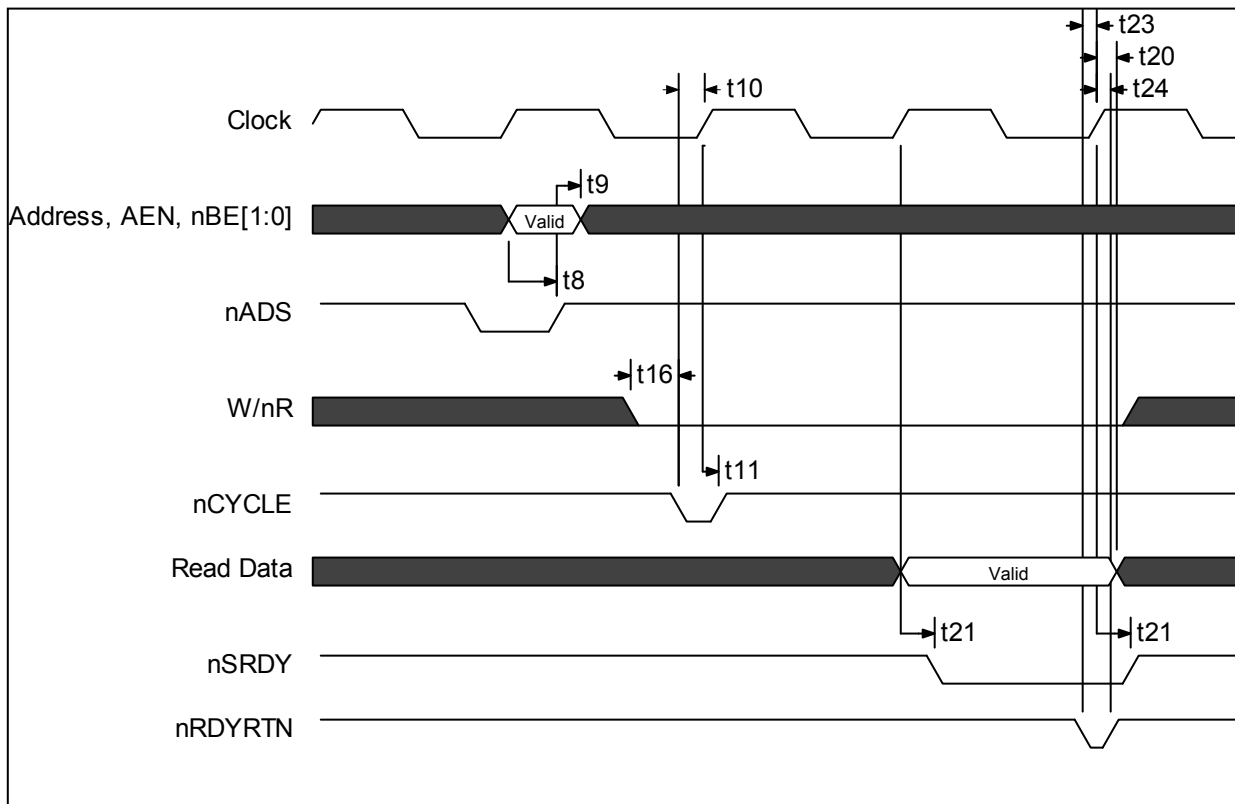 t23
t20
t10
t24
Clock
t9
Address, AEN, nBE[1:0]
Valid
t8
nADS
t16
W/nR
t11
nCYCLE
Read Data
Valid
t21
t21
nSRDY
nRDYRTN